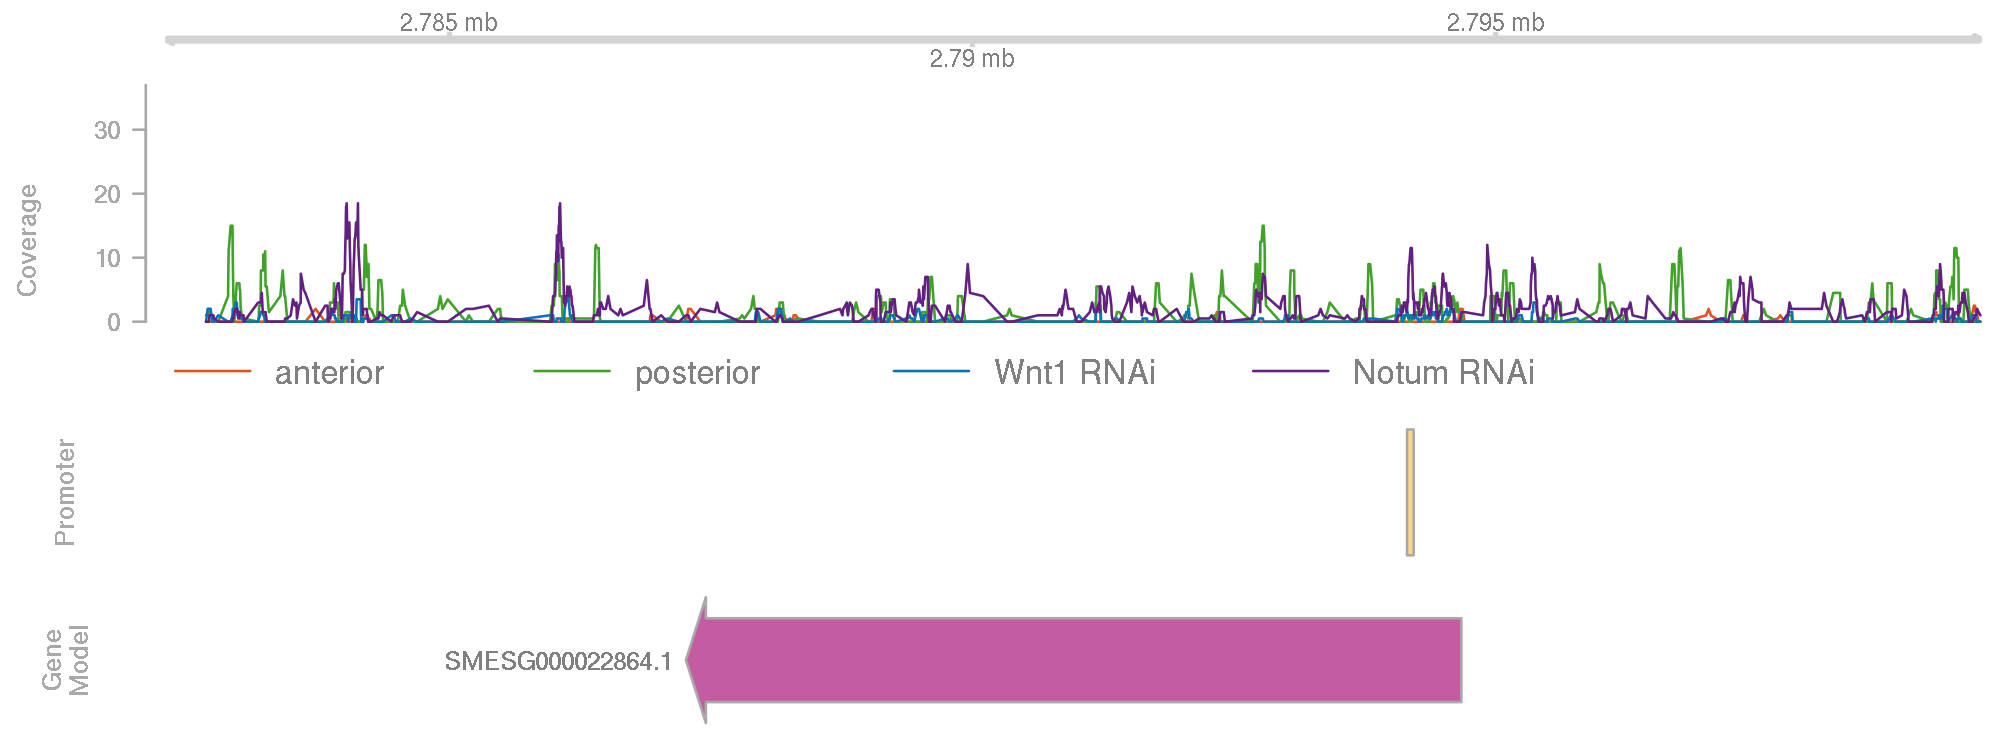 2.785 mb
2.795 mb
2.79 mb
Coverage
30
20
10
0
anterior posterior Wnt1 RNAi Notum RNAi
Promoter
Gene
Model
SMESG000022864.1